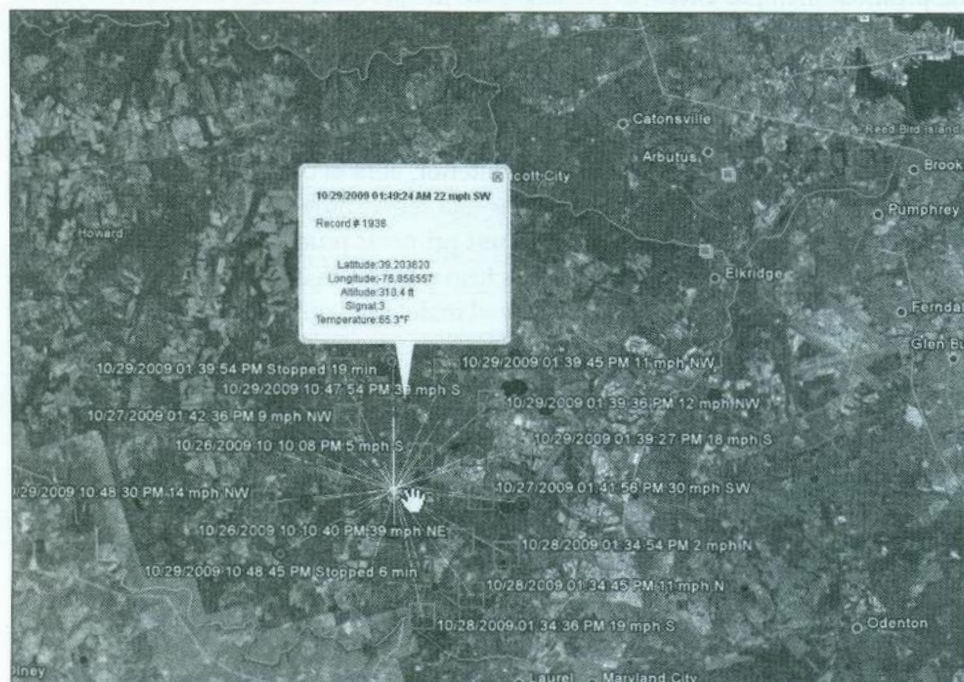 Catonsville
Arbutus
Reed Bird Island
cott City
Brook
Pumphrey
10/29/2009 01:49:24 AM 22 mph SW
Record # 1936
Howard
Latitude:39.203620
Longitude:-76.856557
Altitude:318.4 ft
Signal:3
Temperature:65.3°F
Elkridge
Ferndal
Glen Bu
10/29/2009 01:39:54 PM Stopped 19 min
10/29/2009 01:39:45 PM 11 mph NW
10/29/2009 10:47:54 PM 39 mph S
10/29/2009 01:39:36 PM 12 mph NW
10/27/2009 01:42:36 PM 9 mph NW
10/29/2009 01:39:27 PM 18 mph S
10/26/2009 10:10:08 PM 5 mph S
0/29/2009 10:48:30 PM 14 mph NW
10/27/2009 01:41:56 PM 30 mph SW
10/26/2009 10:10:40 PM 39 mph NE
10/28/2009 01:34:54 PM 2 mph N
10/29/2009 10:48:45 PM Stopped 6 min
10/28/2009 01:34:45 PM 11 mph N
10/28/2009 01:34:36 PM 19 mph S
Odenton
Olney
Laurel
Maryland City